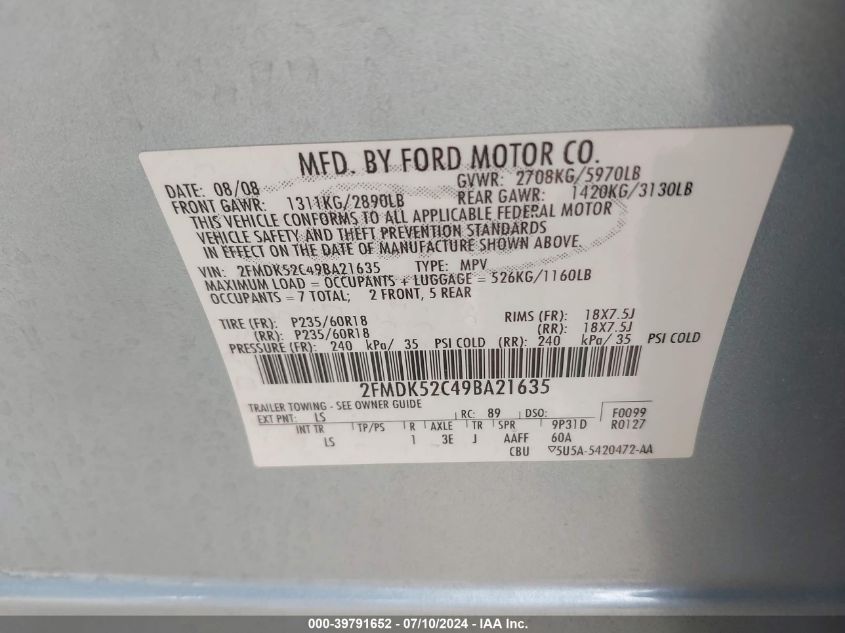 MFD. BY FORD MOTOR CO.
DATE: 08/08 GVWR: 2708KG/5970LB
FRONT GAWR: 1311KG/2890LB REAR GAWR: 1420KG/3130LB
THIS VEHICLE CONFORMS TO ALL APPLICABLE FEDERAL MOTOR
VEHICLE SAFETY AND THEFT PREVENTION STANDARDS
IN EFFECT ON THE DATE OF MANUFACTURE SHOWN ABOVE.
VIN: 2FMDK52C49BA21635 TYPE: MPV
MAXIMUM LOAD = OCCUPANTS + LUGGAGE = 526KG/1160LB
OCCUPANTS = 7 TOTAL; 2 FRONT, 5 REAR
TIRE (FR): P235/60R18 RIMS (FR): 18X7.5J
(RR): P235/60R18 (RR): 18X7.5J
PRESSURE (FR): 240 kPa/ 35 PSI COLD (RR): 240 kPa/ 35 PSI COLD
2FMDK52C49BA21635
TRAILER TOWING - SEE OWNER GUIDE
EXT PNT: LS RC: 89 DSO: F0099
INT TR TP/PS R AXLE TR SPR 9P31D R0127
LS 1 3E J AAFF 60A
CBU ▽5U5A-5420472-AA
000-39791652 - 07/10/2024 - IAA Inc.